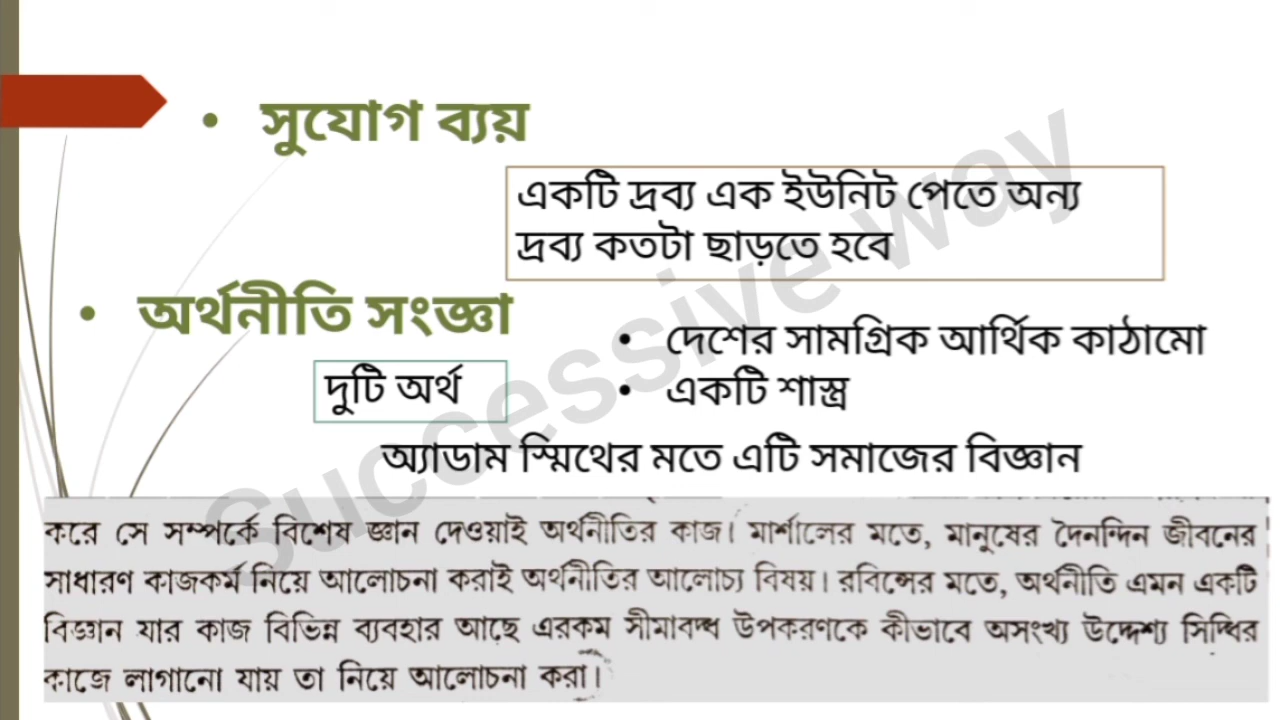 • সুযোগ ব্যয়
একটি দ্রব্য এক ইউনিট পেতে অন্য
দ্রব্য কতটা ছাড়তে হবে
• অর্থনীতি সংজ্ঞা
দুটি অর্থ
• দেশের সামগ্রিক আর্থিক কাঠামো
• একটি শাস্ত্র
অ্যাডাম স্মিথের মতে এটি সমাজের বিজ্ঞান
করে সে সম্পর্কে বিশেষ জ্ঞান দেওয়াই অর্থনীতির কাজ। মার্শালের মতে, মানুষের দৈনন্দিন জীবনের
সাধারণ কাজকর্ম নিয়ে আলোচনা করাই অর্থনীতির আলোচ্য বিষয়। রবিন্সের মতে, অর্থনীতি এমন একটি
বিজ্ঞান যার কাজ বিভিন্ন ব্যবহার আছে এরকম সীমাবদ্ধ উপকরণকে কীভাবে অসংখ্য উদ্দেশ্য সিদ্ধির
কাজে লাগানো যায় তা নিয়ে আলোচনা করা।
Successive way